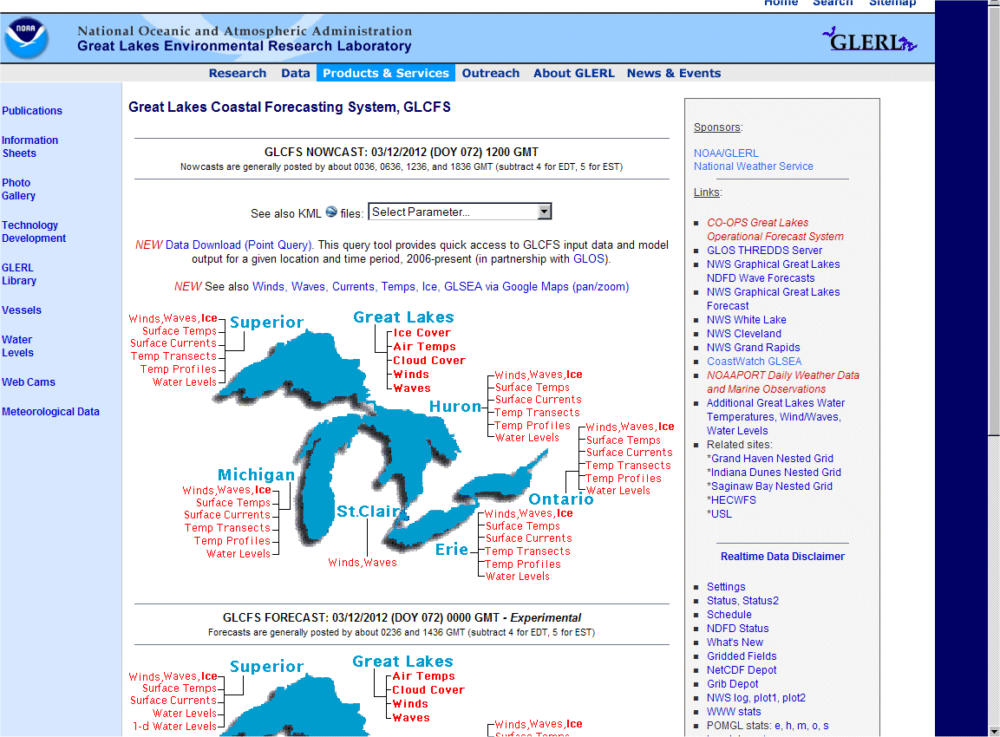 Home Search Sitemap
NOAA
National Oceanic and Atmospheric Administration
Great Lakes Environmental Research Laboratory
GLERL
Research Data Products & Services Outreach About GLERL News & Events
Publications
Information
Sheets
Photo
Gallery
Technology
Development
GLERL
Library
Vessels
Water
Levels
Web Cams
Meteorological Data
Great Lakes Coastal Forecasting System, GLCFS
GLCFS NOWCAST: 03/12/2012 (DOY 072) 1200 GMT
Nowcasts are generally posted by about 0036, 0636, 1236, and 1836 GMT (subtract 4 for EDT, 5 for EST)
See also KML files: Select Parameter...
NEW Data Download (Point Query). This query tool provides quick access to GLCFS input data and model
output for a given location and time period, 2006-present (in partnership with GLOS).
NEW See also Winds, Waves, Currents, Temps, Ice, GLSEA via Google Maps (pan/zoom)
Superior
Winds,Waves,Ice
Surface Temps
Surface Currents
Temp Transects
Temp Profiles
Water Levels
Great Lakes
Ice Cover
Air Temps
Cloud Cover
Winds
Waves
Huron
Winds,Waves,Ice
Surface Temps
Surface Currents
Temp Transects
Temp Profiles
Water Levels
Ontario
Winds,Waves,Ice
Surface Temps
Surface Currents
Temp Transects
Temp Profiles
Water Levels
Michigan
Winds,Waves,Ice
Surface Temps
Surface Currents
Temp Transects
Temp Profiles
Water Levels
St.Clair
Winds,Waves
Erie
Winds,Waves,Ice
Surface Temps
Surface Currents
Temp Transects
Temp Profiles
Water Levels
GLCFS FORECAST: 03/12/2012 (DOY 072) 0000 GMT - Experimental
Forecasts are generally posted by about 0236 and 1436 GMT (subtract 4 for EDT, 5 for EST)
Superior
Winds,Waves,Ice
Surface Temps
Surface Currents
Water Levels
1-d Water Levels
Great Lakes
Air Temps
Cloud Cover
Winds
Waves
Winds,Waves,Ice
Surface Temps
Sponsors:
NOAA/GLERL
National Weather Service
Links:
CO-OPS Great Lakes
Operational Forecast System
GLOS THREDDS Server
NWS Graphical Great Lakes
NDFD Wave Forecasts
NWS Graphical Great Lakes
Forecast
NWS White Lake
NWS Cleveland
NWS Grand Rapids
CoastWatch GLSEA
NOAAPORT Daily Weather Data
and Marine Observations
Additional Great Lakes Water
Temperatures, Wind/Waves,
Water Levels
Related sites:
*Grand Haven Nested Grid
*Indiana Dunes Nested Grid
*Saginaw Bay Nested Grid
*HECWFS
*USL
Realtime Data Disclaimer
Settings
Status, Status2
Schedule
NDFD Status
What's New
Gridded Fields
NetCDF Depot
Grib Depot
NWS log, plot1, plot2
WWW stats
POMGL stats: e, h, m, o, s